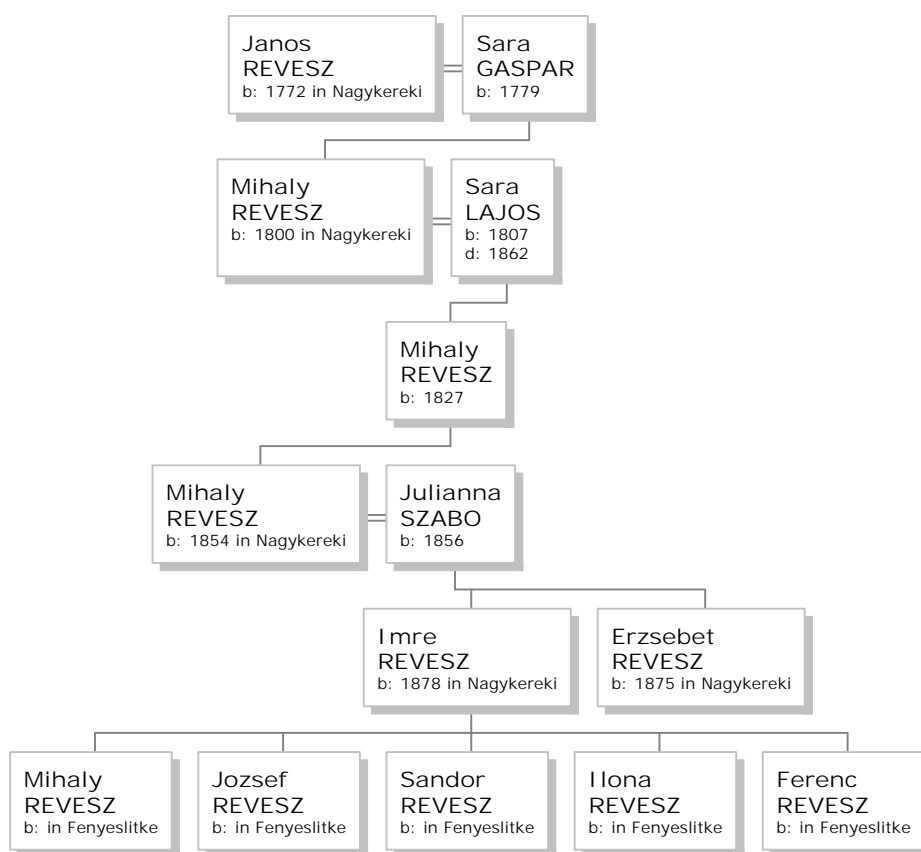 Janos
REVESZ
b: 1772 in Nagykereki
Sara
GASPAR
b: 1779
Mihaly
REVESZ
b: 1800 in Nagykereki
Sara
LAJOS
b: 1807
d: 1862
Mihaly
REVESZ
b: 1827
Mihaly
REVESZ
b: 1854 in Nagykereki
Julianna
SZABO
b: 1856
Imre
REVESZ
b: 1878 in Nagykereki
Erzsebet
REVESZ
b: 1875 in Nagykereki
Mihaly
REVESZ
b: in Fenyeslitke
Jozsef
REVESZ
b: in Fenyeslitke
Sandor
REVESZ
b: in Fenyeslitke
Ilona
REVESZ
b: in Fenyeslitke
Ferenc
REVESZ
b: in Fenyeslitke